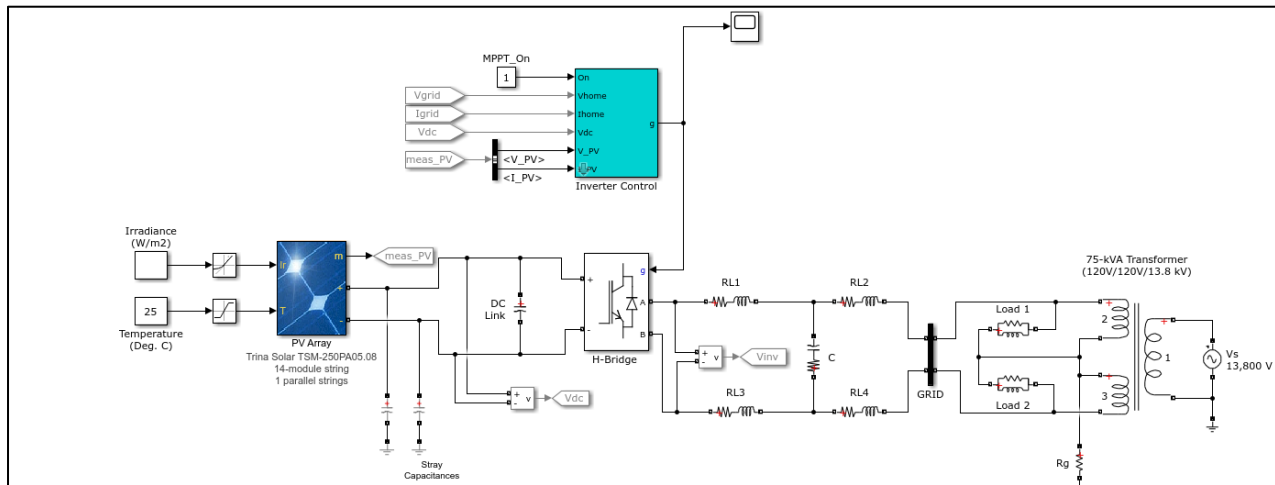 MPPT_On
1
On
Vgrid
Vhome
Igrid
Ihome
Vdc
Vdc
g
V_PV
meas_PV
<V_PV>
<I_PV>
Inverter Control
Irradiance
(W/m2)
Ir
m
meas_PV
+
25
T
-
Temperature
(Deg. C)
PV Array
Trina Solar TSM-250PA05.08
14-module string
1 parallel strings
DC
Link
+
-
g
A
B
H-Bridge
+
-
v
Vdc
Stray
Capacitances
RL1
RL2
+
-
v
Vinv
C
RL3
RL4
GRID
75-kVA Transformer
(120V/120V/13.8 kV)
Load 1
Load 2
2
1
3
Vs
13,800 V
Rg